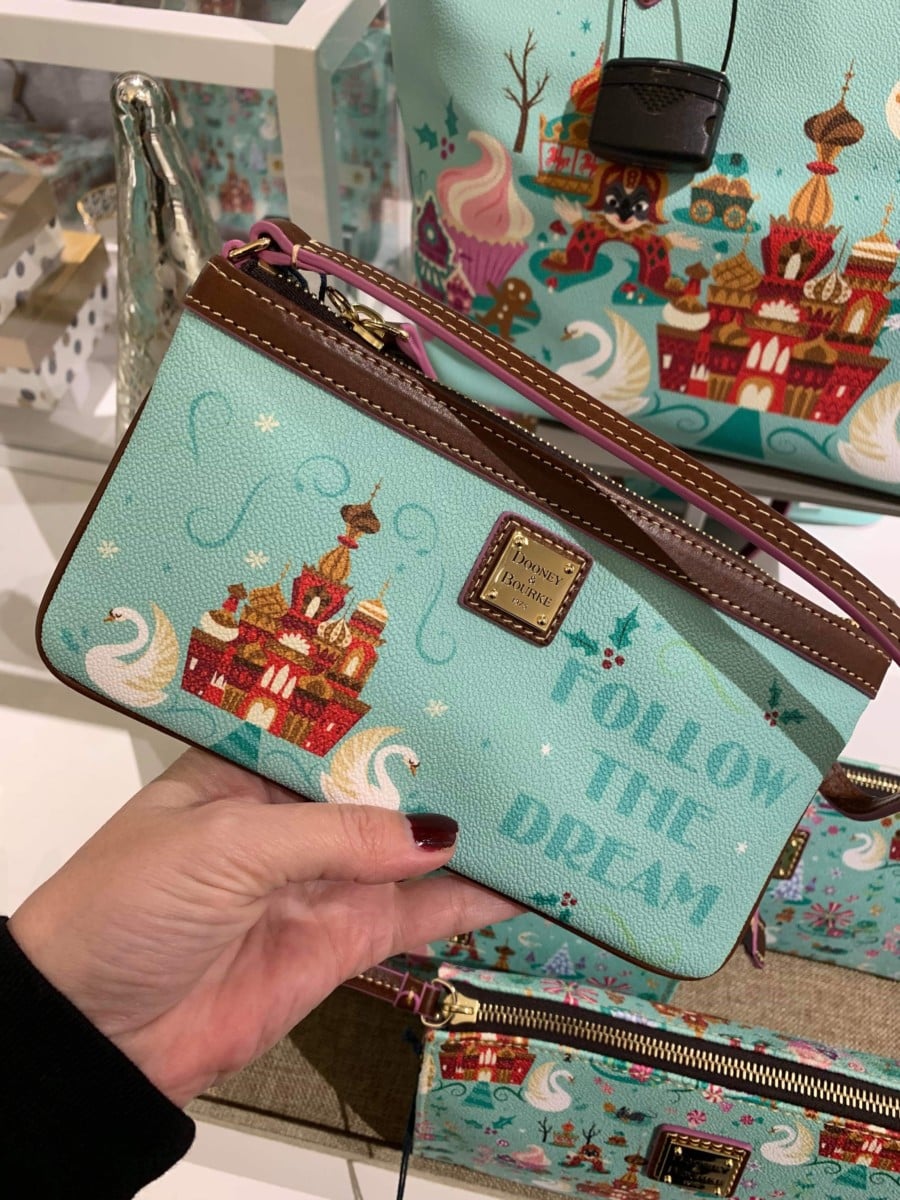 DOONEY
&
BOURKE
1975
FOLLOW
THE
DREAM